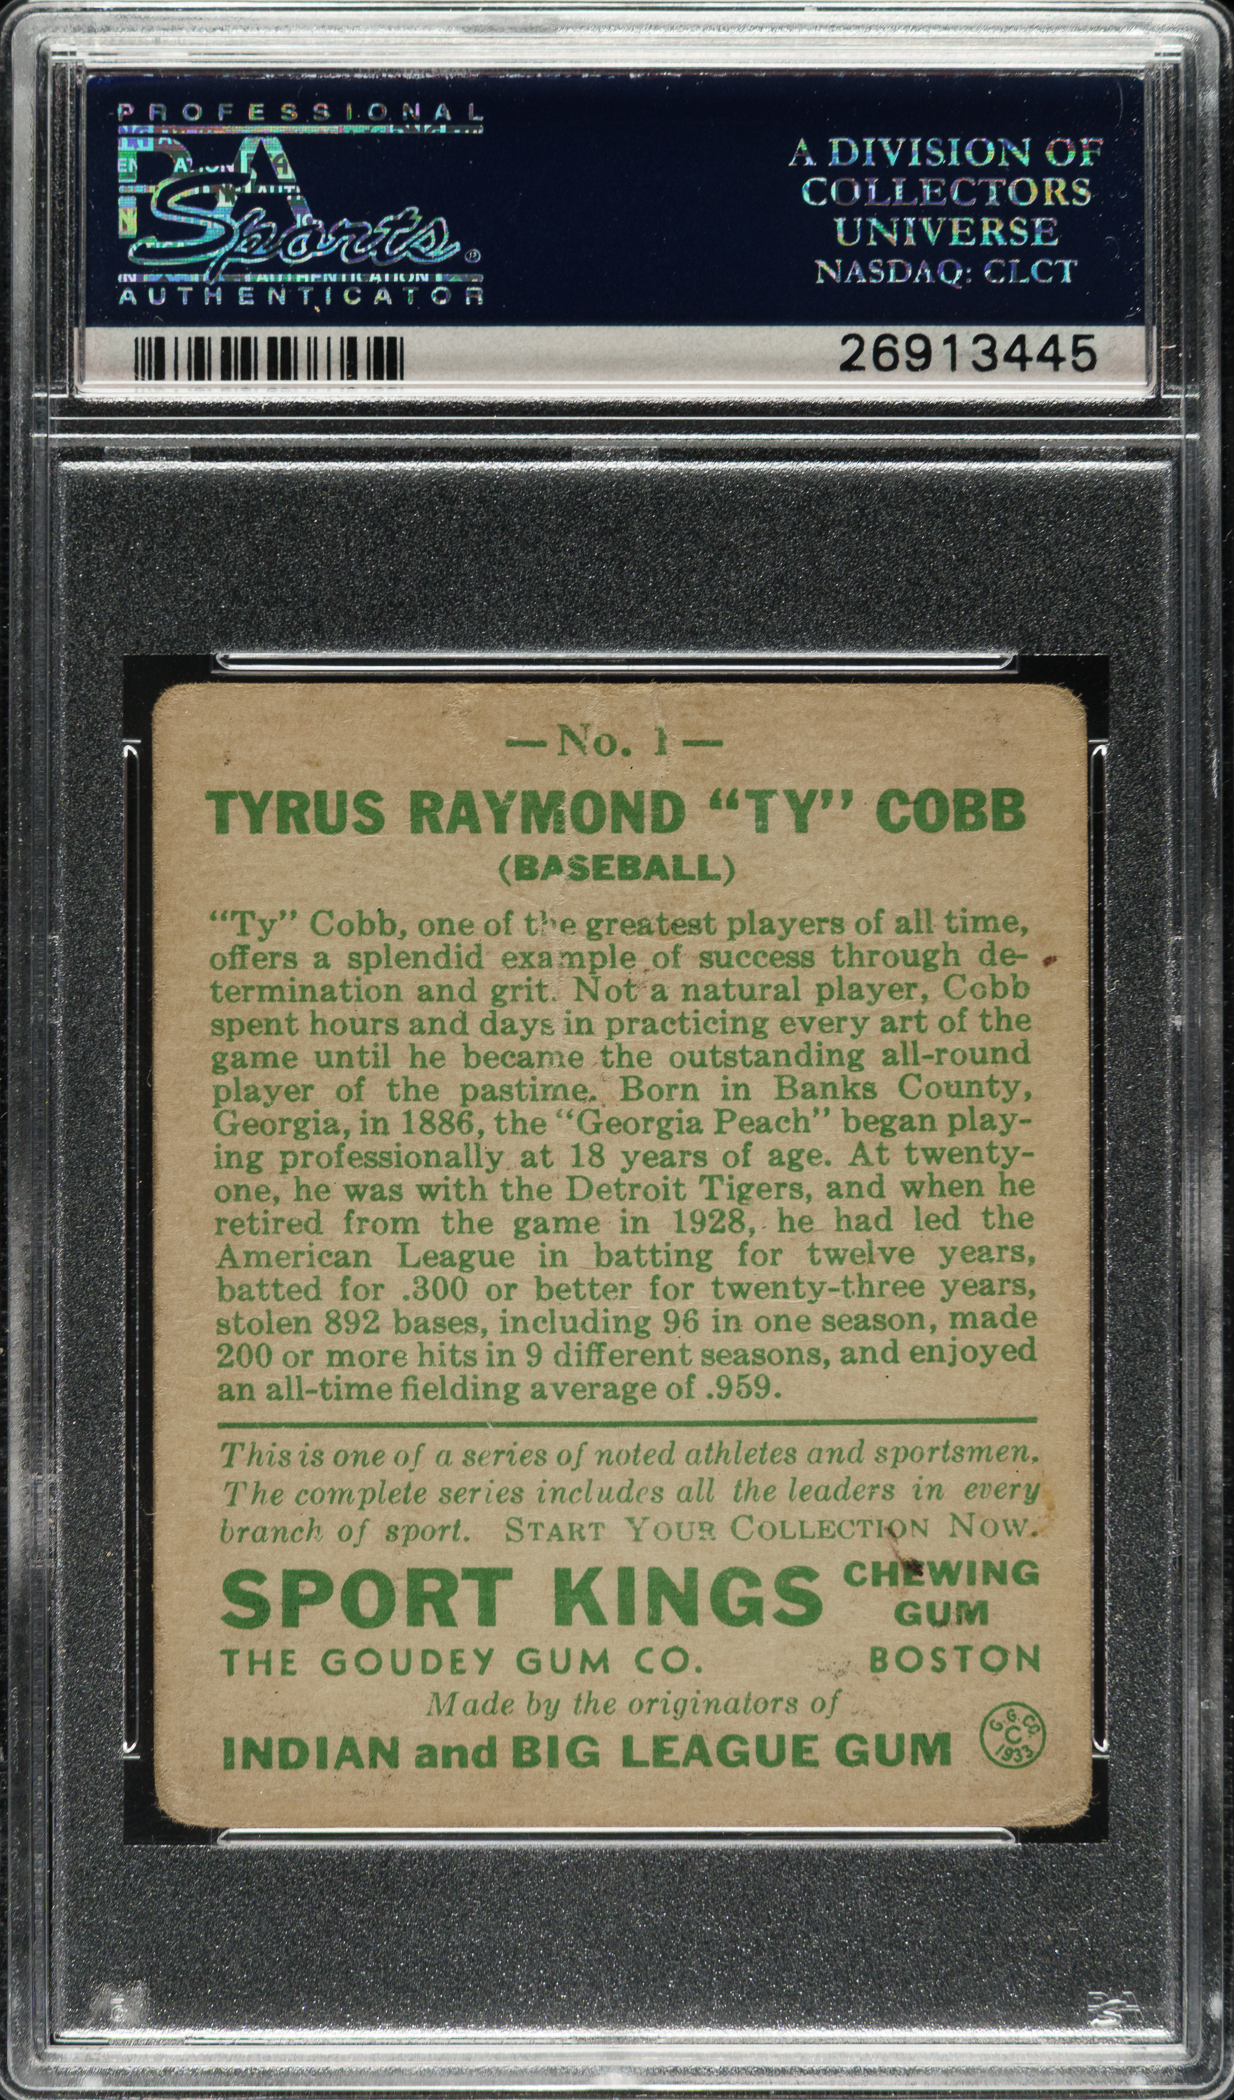 PROFESSIONAL
PSA
Sports®
AUTHENTICATOR
A DIVISION OF
COLLECTORS
UNIVERSE
NASDAQ: CLCT
26913445
—No. 1—
TYRUS RAYMOND “TY” COBB
(BASEBALL)
“Ty” Cobb, one of the greatest players of all time,
offers a splendid example of success through de-
termination and grit. Not a natural player, Cobb
spent hours and days in practicing every art of the
game until he became the outstanding all-round
player of the pastime. Born in Banks County,
Georgia, in 1886, the “Georgia Peach” began play-
ing professionally at 18 years of age. At twenty-
one, he was with the Detroit Tigers, and when he
retired from the game in 1928, he had led the
American League in batting for twelve years,
batted for .300 or better for twenty-three years,
stolen 892 bases, including 96 in one season, made
200 or more hits in 9 different seasons, and enjoyed
an all-time fielding average of .959.
This is one of a series of noted athletes and sportsmen.
The complete series includes all the leaders in every
branch of sport. START YOUR COLLECTION NOW.
SPORT KINGS CHEWING GUM
THE GOUDEY GUM CO. BOSTON
Made by the originators of
INDIAN and BIG LEAGUE GUM
G. G. CO.
C
1933
PSA